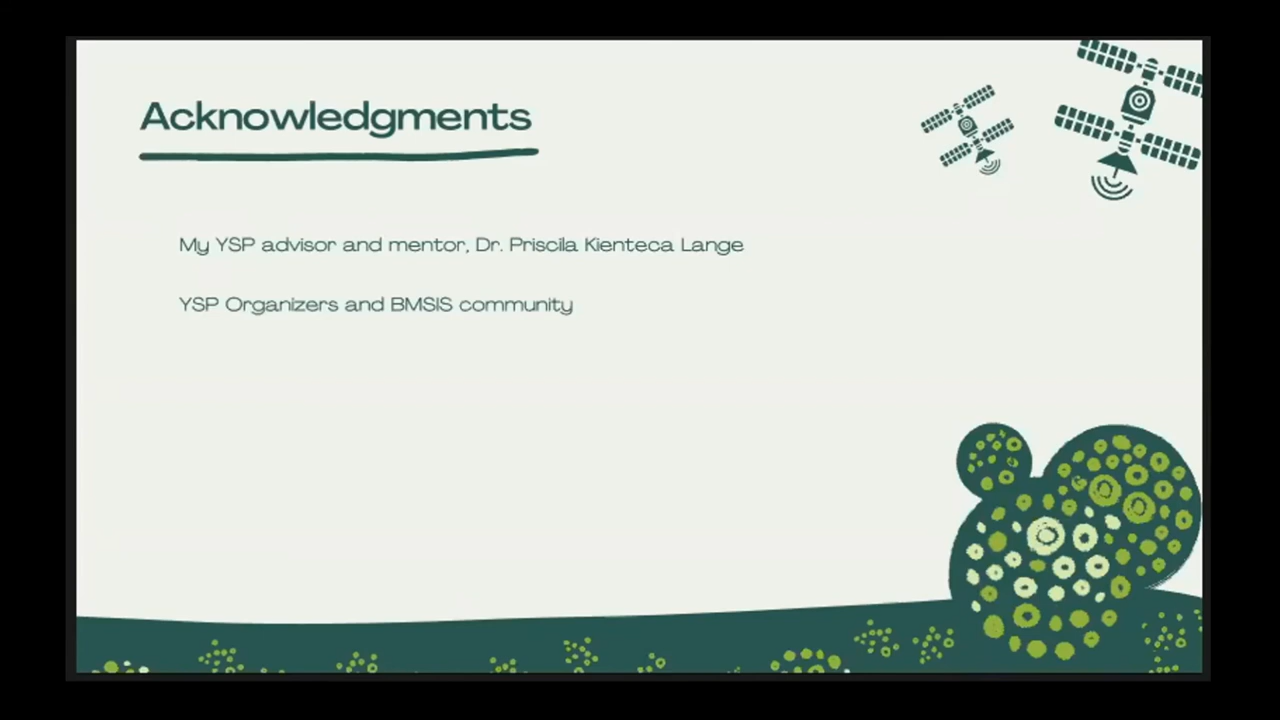 Acknowledgments
My YSP advisor and mentor, Dr. Priscila Kienteca Lange
YSP Organizers and BMSIS community